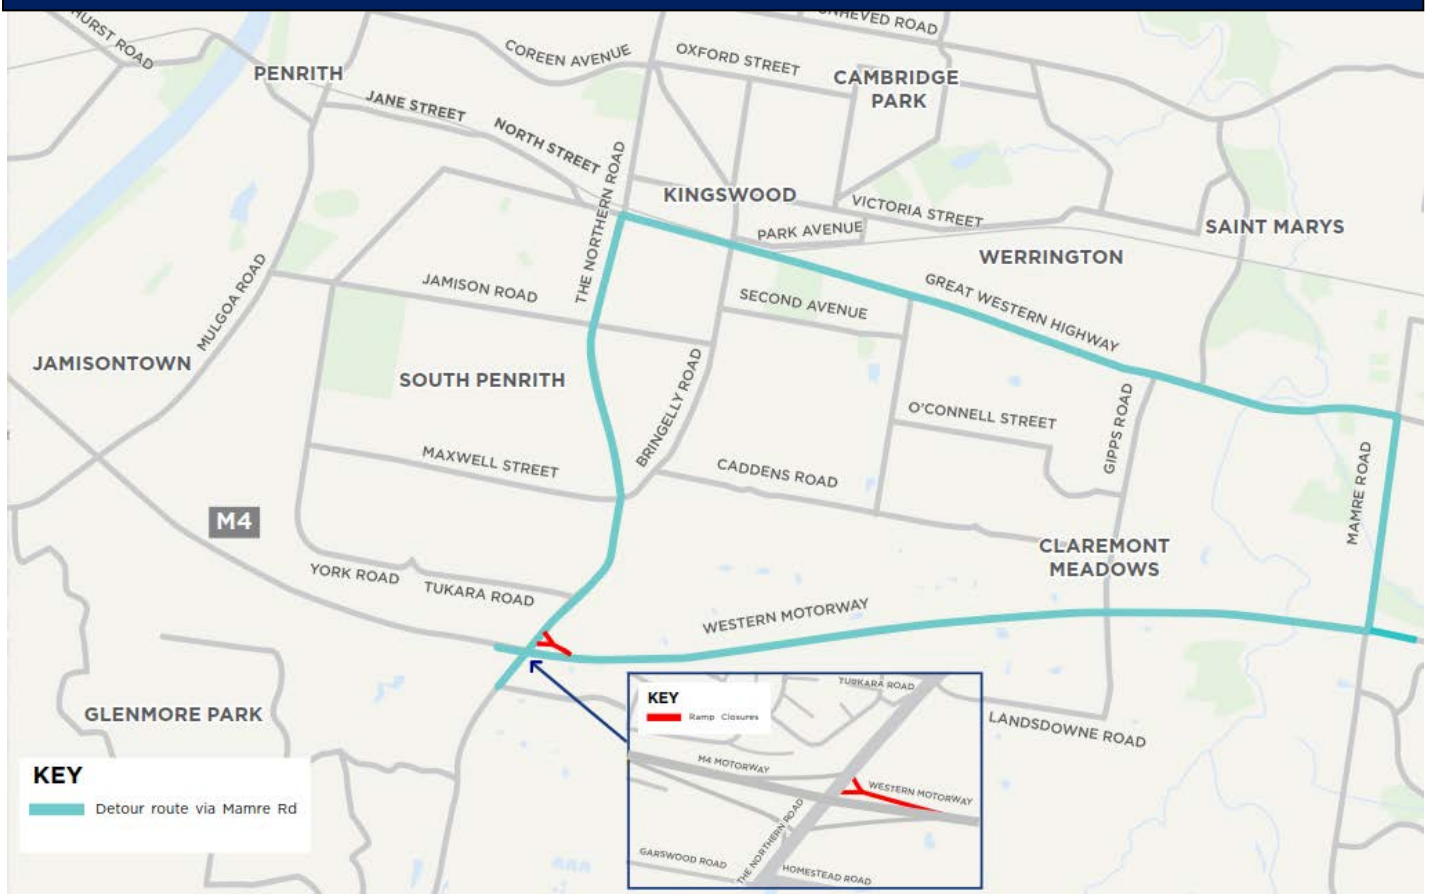 HURST ROAD
PENRITH
COREEN AVENUE
OXFORD STREET
ROAD
CAMBRIDGE
PARK
JANE STREET
NORTH STREET
THE NORTHERN ROAD
KINGSWOOD
VICTORIA STREET
PARK AVENUE
SAINT MARYS
WERRINGTON
MULGOA ROAD
JAMISON ROAD
SECOND AVENUE
GREAT WESTERN HIGHWAY
JAMISONTOWN
SOUTH PENRITH
BRINGELLY ROAD
O'CONNELL STREET
GIPPS ROAD
MAXWELL STREET
CADDENS ROAD
MAMRE ROAD
M4
CLAREMONT
MEADOWS
YORK ROAD
TUKARA ROAD
WESTERN MOTORWAY
GLENMORE PARK
LANDSDOWNE ROAD
KEY
Detour route via Mamre Rd
KEY
Ramp Closures
TURKARA ROAD
M4 MOTORWAY
WESTERN MOTORWAY
THE NORTHERN ROAD
GARSWOOD ROAD
HOMESTEAD ROAD